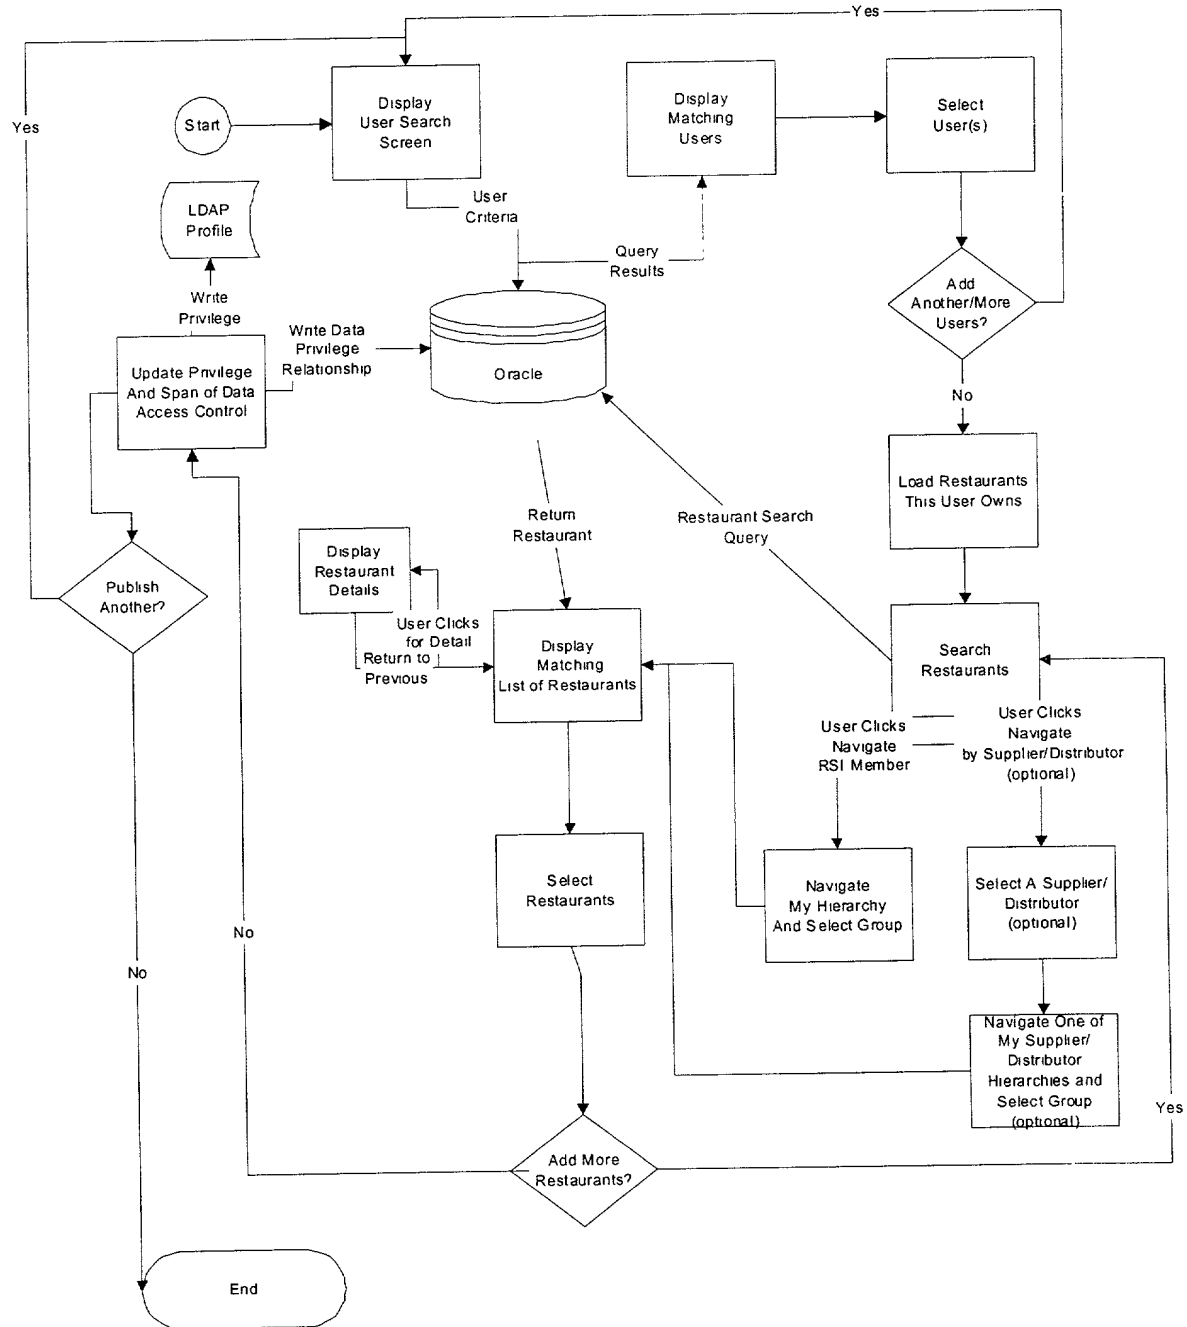 Yes
Yes
Start
Display
User Search
Screen
Display
Matching
Users
Select
User(s)
LDAP
Profile
User
Criteria
Query
Results
Add
Another/More
Users?
Write
Privilege
Write Data
Privilege
Relationship
Update Privilege
And Span of Data
Access Control
Oracle
No
Load Restaurants
This User Owns
Return
Restaurant
Restaurant Search
Query
Display
Restaurant
Details
Publish
Another?
User Clicks
for Detail
Return to
Previous
Display
Matching
List of Restaurants
Search
Restaurants
User Clicks
Navigate
RSI Member
User Clicks
Navigate
by Supplier/Distributor
(optional)
Select
Restaurants
Navigate
My Hierarchy
And Select Group
Select A Supplier/
Distributor
(optional)
No
No
Navigate One of
My Supplier/
Distributor
Hierarchies and
Select Group
(optional)
Yes
Add More
Restaurants?
End